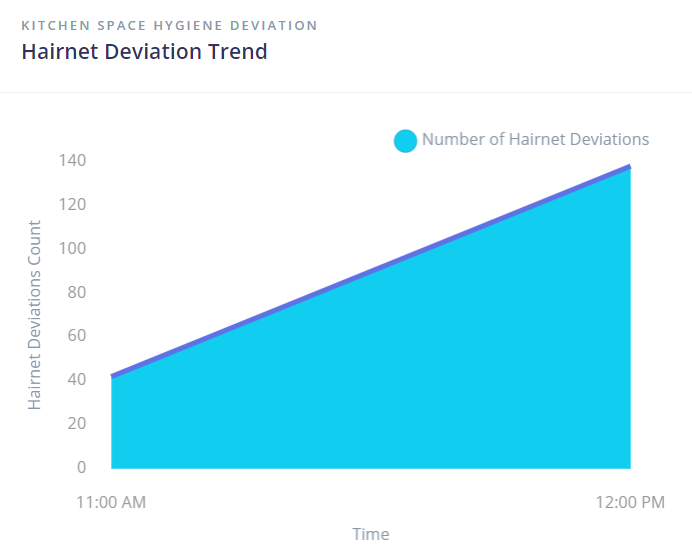 KITCHEN SPACE HYGIENE DEVIATION
Hairnet Deviation Trend
Number of Hairnet Deviations
140
120
100
80
60
40
20
0
Hairnet Deviations Count
11:00 AM
12:00 PM
Time